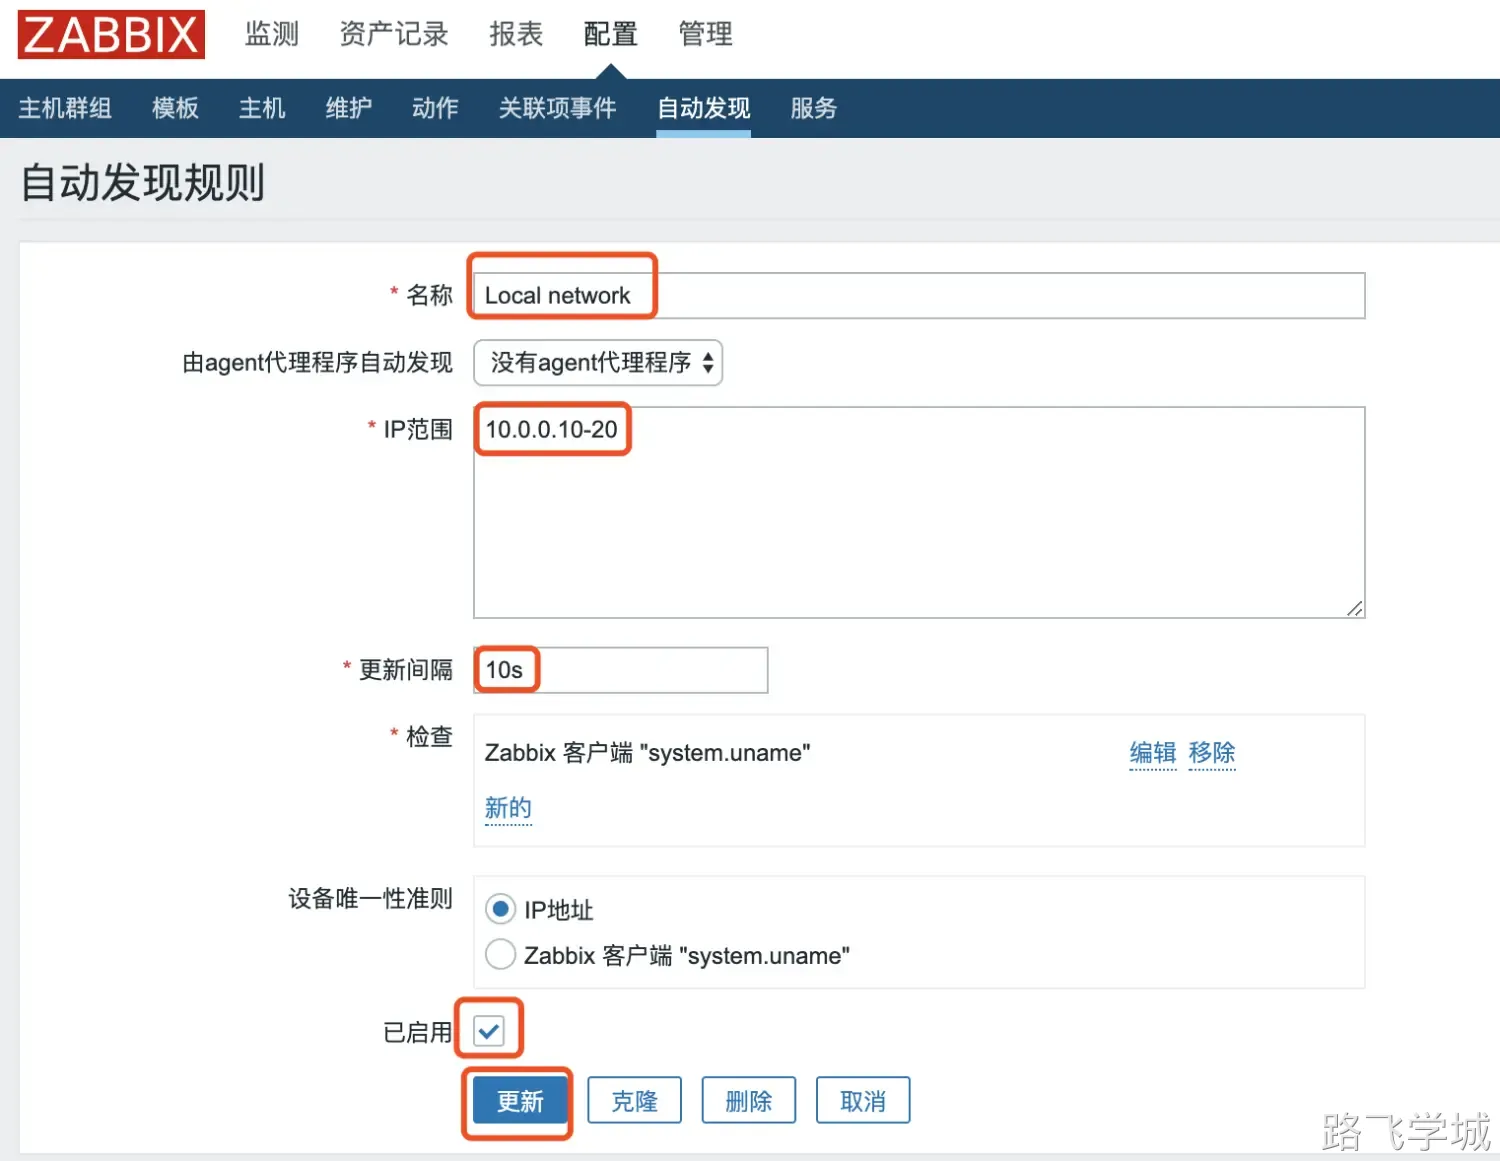 ZABBIX 监测 资产记录 报表 配置 管理
主机群组 模板 主机 维护 动作 关联项事件 自动发现 服务
自动发现规则
* 名称 Local network
由agent代理程序自动发现 没有agent代理程序
* IP范围 10.0.0.10-20
* 更新间隔 10s
* 检查 Zabbix 客户端 "system.uname" 编辑 移除
新的
设备唯一性准则 IP地址
Zabbix 客户端 "system.uname"
已启用
更新 克隆 删除 取消
路飞学城